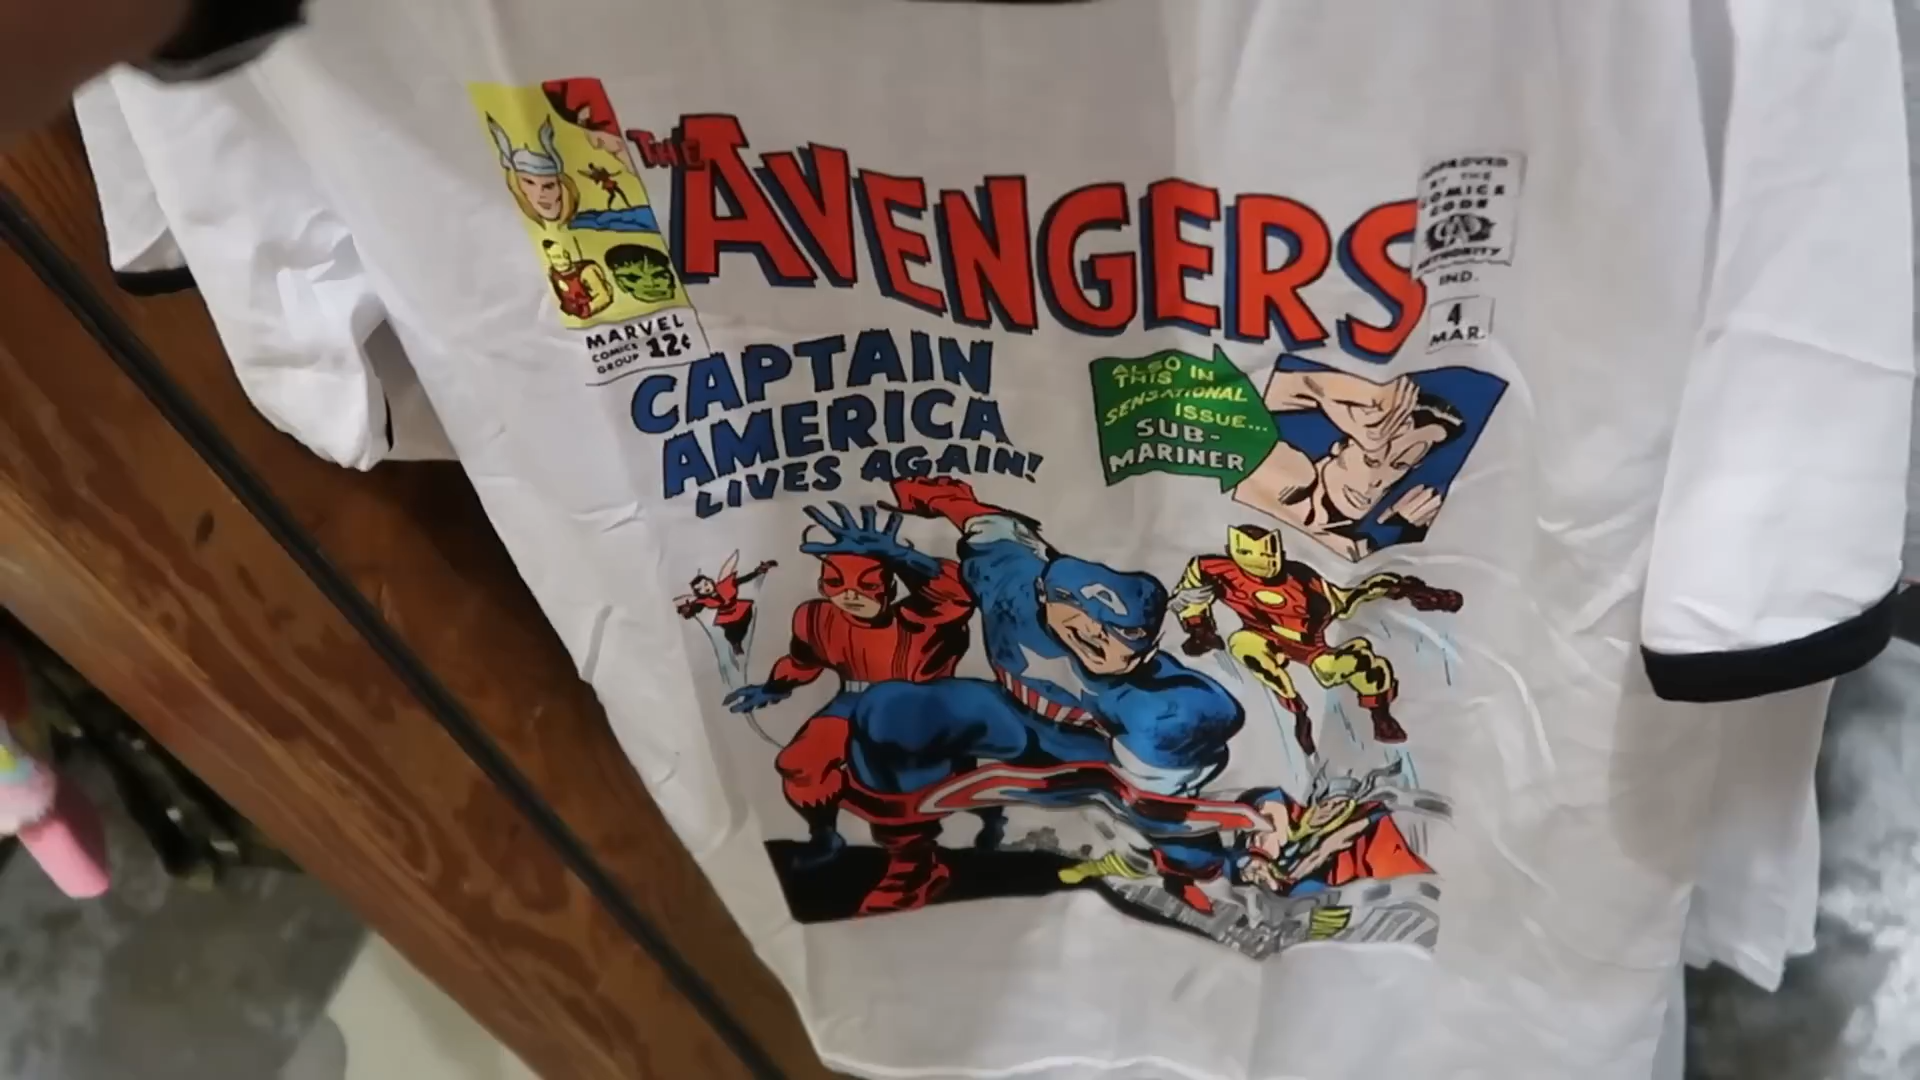 THE AVENGERS
APPROVED
BY THE
COMICS
CODE
CA
AUTHORITY
IND.
4
MAR.
MARVEL
COMICS
GROUP
12¢
CAPTAIN
AMERICA
LIVES AGAIN!
ALSO IN
THIS
SENSATIONAL
ISSUE...
SUB-
MARINER
A